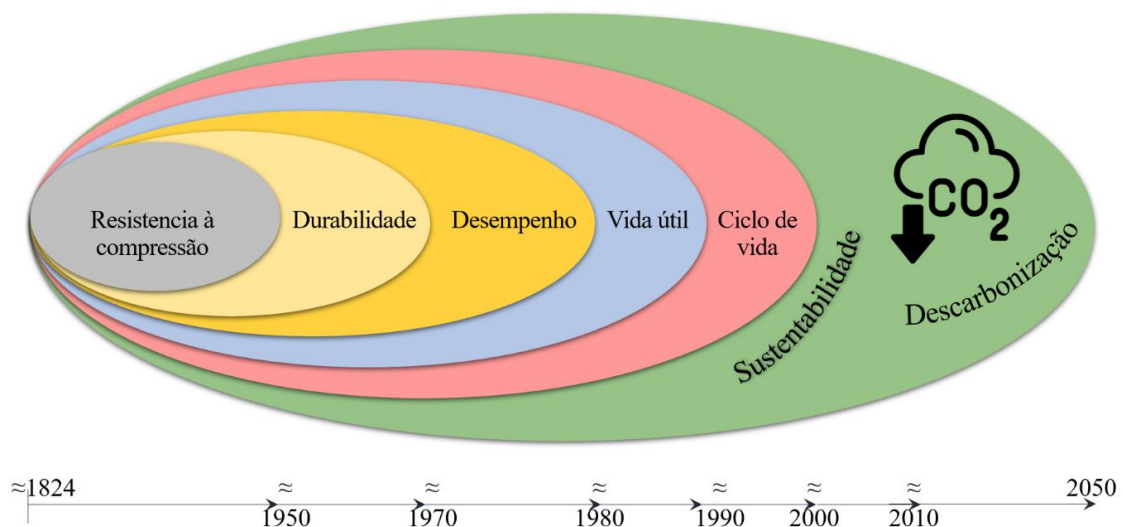 Resistencia à
compressão
Durabilidade
Desempenho
Vida útil
Ciclo de
vida
Sustentabilidade
CO2
Descarbonização
≈1824
≈
1950
≈
1970
≈
1980
≈
1990
≈
2000
≈
2010
2050